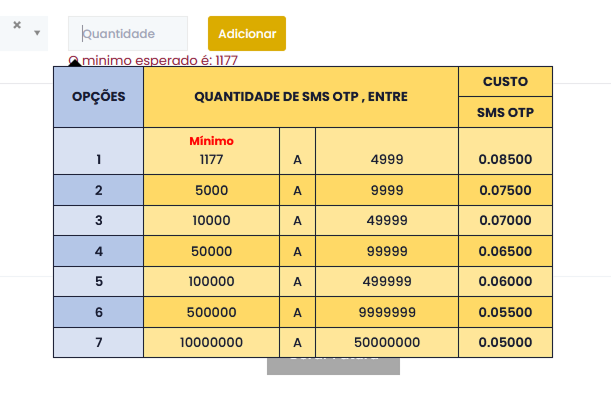 ×
Quantidade
Adicionar
O minimo esperado é: 1177
OPÇÕES QUANTIDADE DE SMS OTP , ENTRE CUSTO
SMS OTP
Mínimo
1 1177 A 4999 0.08500
2 5000 A 9999 0.07500
3 10000 A 49999 0.07000
4 50000 A 99999 0.06500
5 100000 A 499999 0.06000
6 500000 A 9999999 0.05500
7 10000000 A 50000000 0.05000